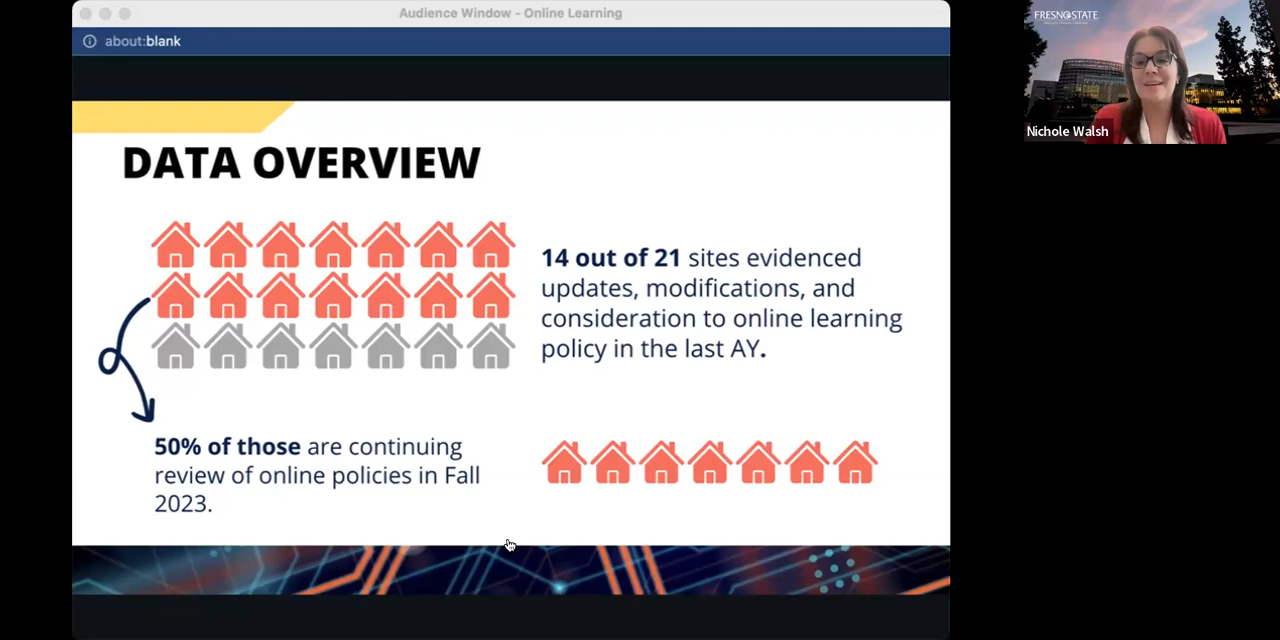 Audience Window - Online Learning
about:blank
DATA OVERVIEW
14 out of 21 sites evidenced
updates, modifications, and
consideration to online learning
policy in the last AY.
50% of those are continuing
review of online policies in Fall
2023.
FRESNO STATE
Nichole Walsh